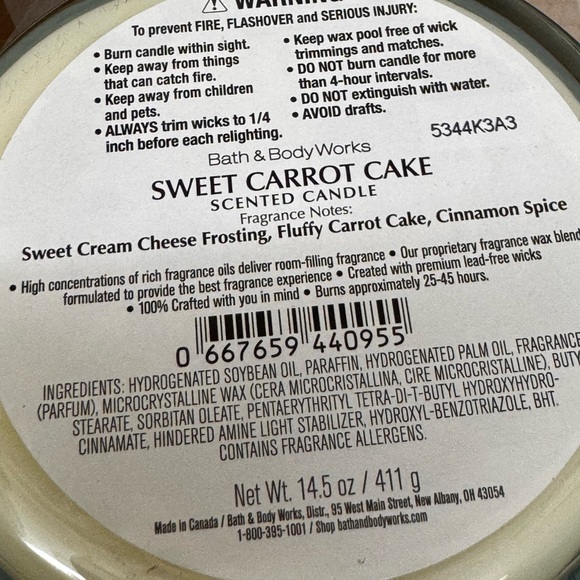 ⚠ WARNING
To prevent FIRE, FLASHOVER and SERIOUS INJURY:
• Burn candle within sight.
• Keep away from things
that can catch fire.
• Keep away from children
and pets.
• ALWAYS trim wicks to 1/4
inch before each relighting.
• Keep wax pool free of wick
trimmings and matches.
• DO NOT burn candle for more
than 4-hour intervals.
• DO NOT extinguish with water.
• AVOID drafts.
5344K3A3
Bath & Body Works
SWEET CARROT CAKE
SCENTED CANDLE
Fragrance Notes:
Sweet Cream Cheese Frosting, Fluffy Carrot Cake, Cinnamon Spice
• High concentrations of rich fragrance oils deliver room-filling fragrance • Our proprietary fragrance wax blend
formulated to provide the best fragrance experience • Created with premium lead-free wicks
• 100% Crafted with you in mind • Burns approximately 25-45 hours.
0 667659 440955
INGREDIENTS: HYDROGENATED SOYBEAN OIL, PARAFFIN, HYDROGENATED PALM OIL, FRAGRANCE
(PARFUM), MICROCRYSTALLINE WAX (CERA MICROCRISTALLINA, CIRE MICROCRISTALLINE), BUTY
STEARATE, SORBITAN OLEATE, PENTAERYTHRITYL TETRA-DI-T-BUTYL HYDROXYHYDRO-
CINNAMATE, HINDERED AMINE LIGHT STABILIZER, HYDROXYL-BENZOTRIAZOLE, BHT.
CONTAINS FRAGRANCE ALLERGENS.
Net Wt. 14.5 oz / 411 g
Made in Canada / Bath & Body Works, Distr., 95 West Main Street, New Albany, OH 43054
1-800-395-1001 / Shop bathandbodyworks.com